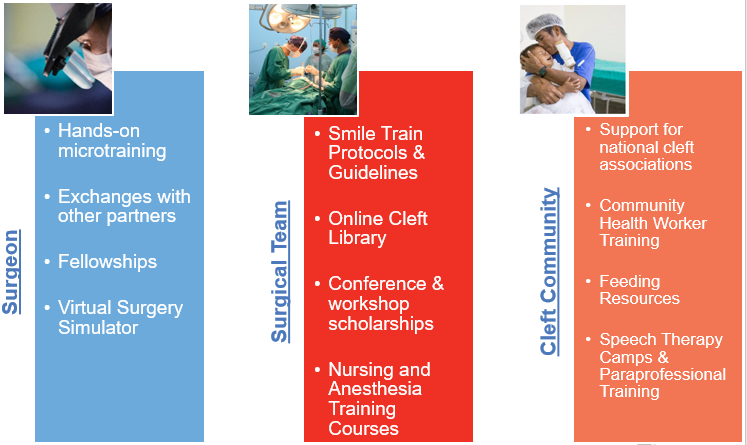 Surgeon
• Hands-on
microtraining
• Exchanges with
other partners
• Fellowships
• Virtual Surgery
Simulator
Surgical Team
• Smile Train
Protocols &
Guidelines
• Online Cleft
Library
• Conference &
workshop
scholarships
• Nursing and
Anesthesia
Training
Courses
Cleft Community
• Support for
national cleft
associations
• Community
Health Worker
Training
• Feeding
Resources
• Speech Therapy
Camps &
Paraprofessional
Training